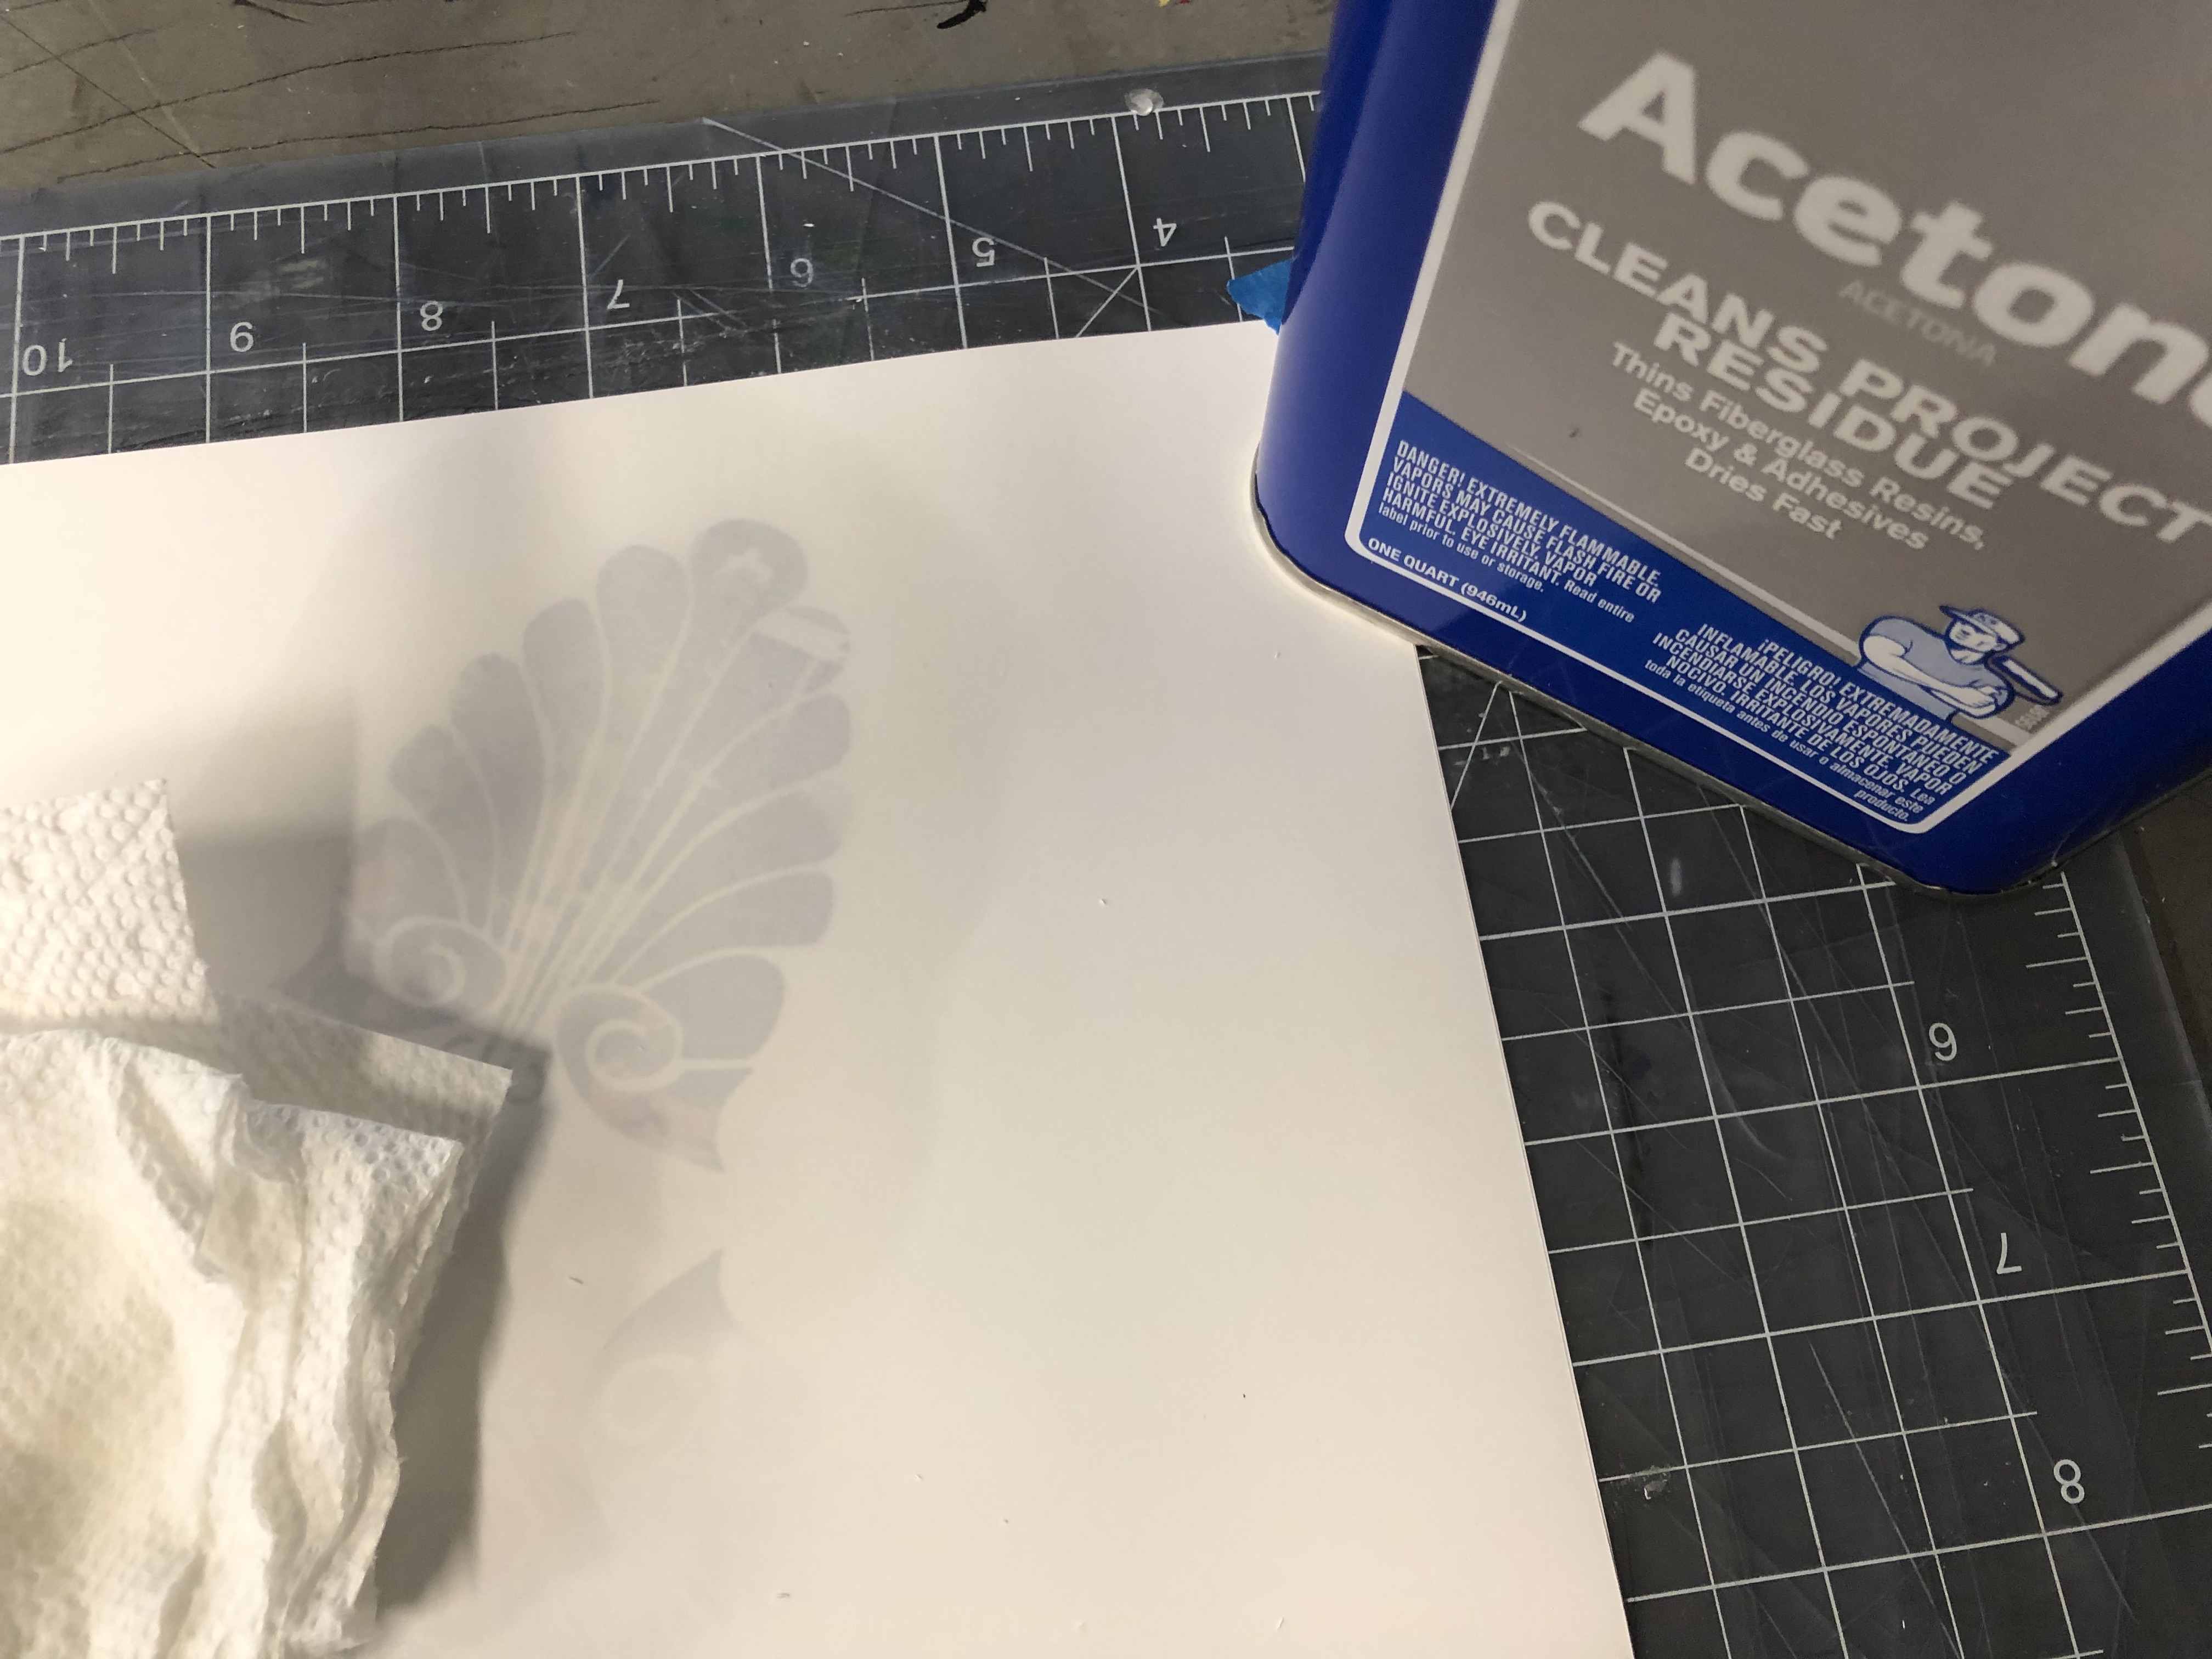 Acetone
ACETONA
CLEANS PROJECT
RESIDUE
Thins Fiberglass Resins,
Epoxy & Adhesives
Dries Fast
DANGER! EXTREMELY FLAMMABLE.
VAPORS MAY CAUSE FLASH FIRE OR
IGNITE EXPLOSIVELY. VAPOR
HARMFUL. EYE IRRITANT. Read entire
label prior to use or storage.
ONE QUART (946mL)
¡PELIGRO! EXTREMADAMENTE
INFLAMABLE. LOS VAPORES PUEDEN
CAUSAR UN INCENDIO ESPONTANEO O
INCENDIARSE EXPLOSIVAMENTE. VAPOR
NOCIVO. IRRITANTE DE LOS OJOS. Lea
toda la etiqueta antes de usar o almacenar este
producto.
10 9 8 7 6 5 4
6
7
8